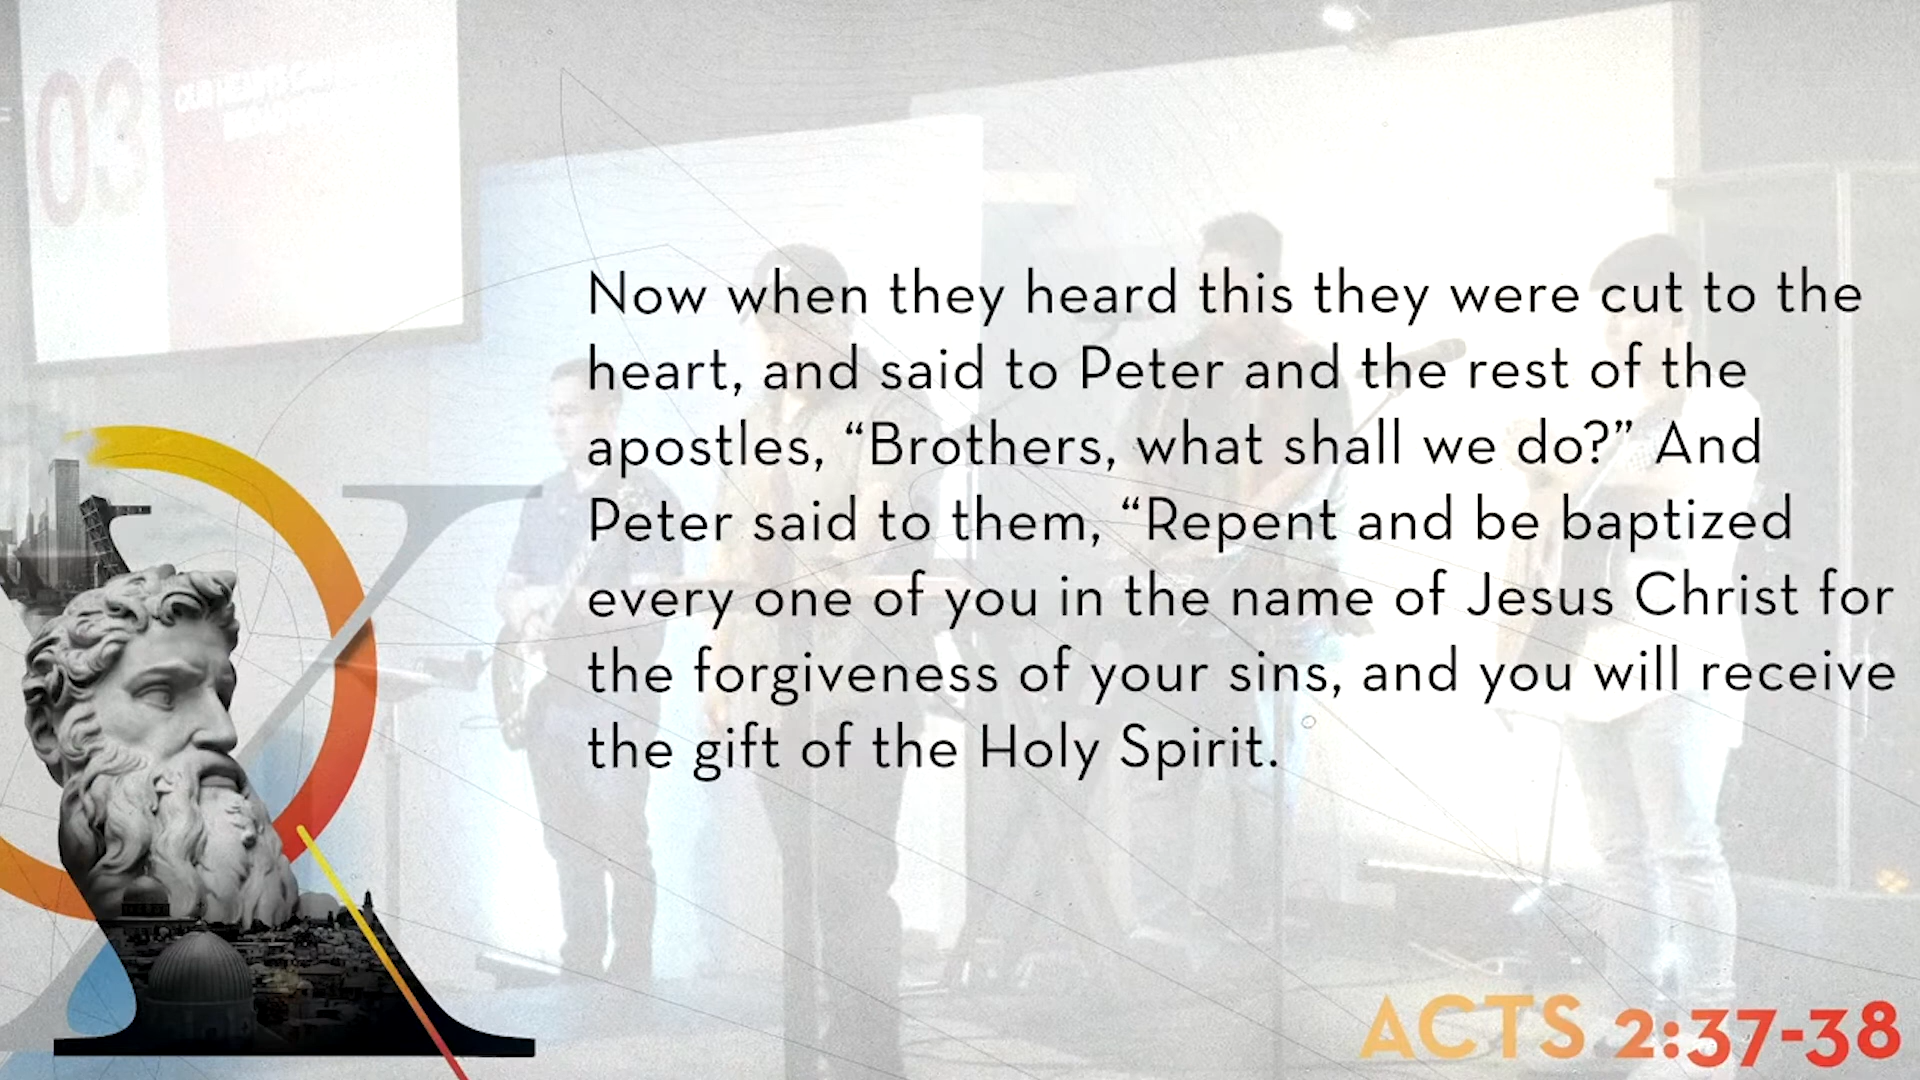 03
Now when they heard this they were cut to the
heart, and said to Peter and the rest of the
apostles, “Brothers, what shall we do?” And
Peter said to them, “Repent and be baptized
every one of you in the name of Jesus Christ for
the forgiveness of your sins, and you will receive
the gift of the Holy Spirit.
ACTS 2:37-38